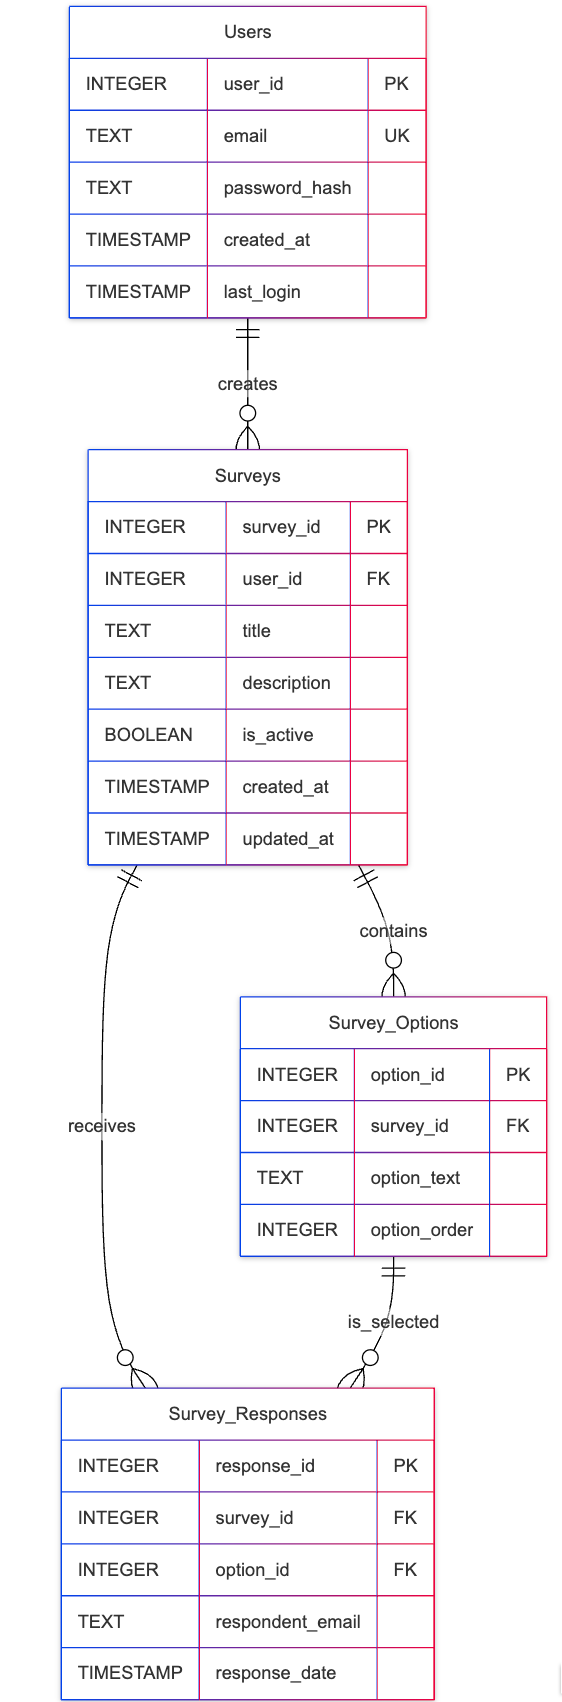 Users
INTEGER user_id PK
TEXT email UK
TEXT password_hash
TIMESTAMP created_at
TIMESTAMP last_login
creates
Surveys
INTEGER survey_id PK
INTEGER user_id FK
TEXT title
TEXT description
BOOLEAN is_active
TIMESTAMP created_at
TIMESTAMP updated_at
contains
Survey_Options
INTEGER option_id PK
INTEGER survey_id FK
TEXT option_text
INTEGER option_order
receives
is_selected
Survey_Responses
INTEGER response_id PK
INTEGER survey_id FK
INTEGER option_id FK
TEXT respondent_email
TIMESTAMP response_date